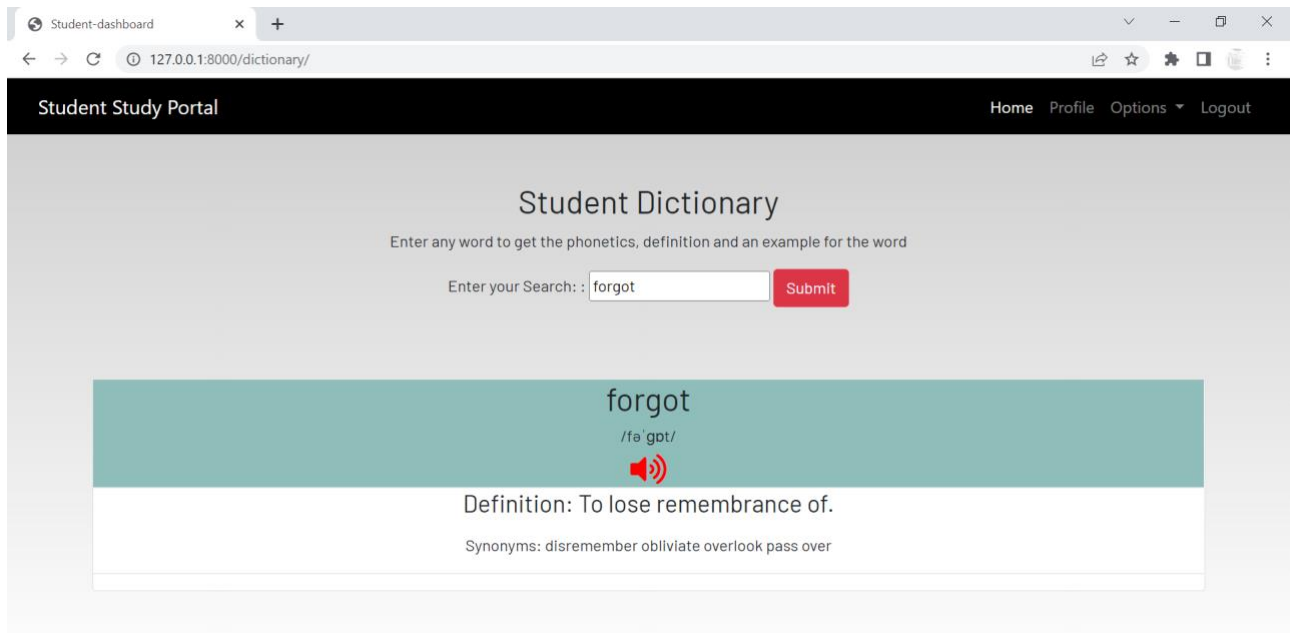 Student-dashboard
127.0.0.1:8000/dictionary/
Student Study Portal
Home Profile Options Logout
Student Dictionary
Enter any word to get the phonetics, definition and an example for the word
Enter your Search: : forgot Submit
forgot
/fəˈɡɒt/
Definition: To lose remembrance of.
Synonyms: disremember obliviate overlook pass over